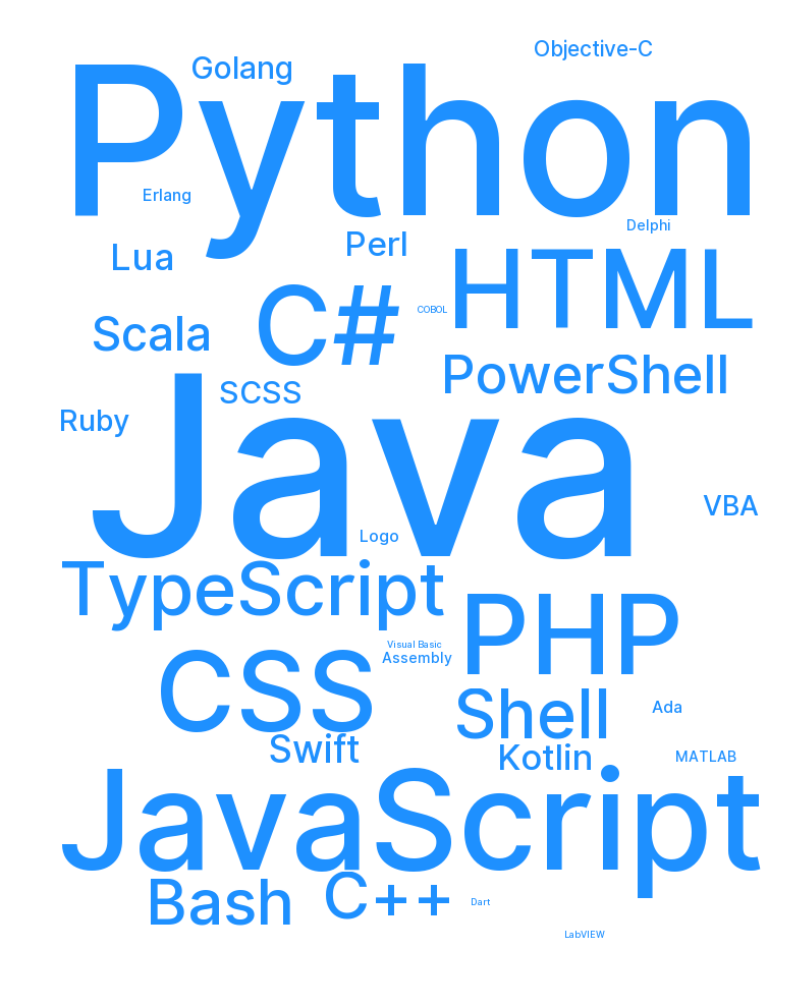 Objective-C
Golang
Python
Erlang
Delphi
Lua
Perl
HTML
C#
COBOL
Scala
PowerShell
SCSS
Ruby
Java
VBA
Logo
TypeScript
PHP
Visual Basic
Assembly
CSS
Shell
Ada
Swift
Kotlin
MATLAB
JavaScript
Bash
C++
Dart
LabVIEW